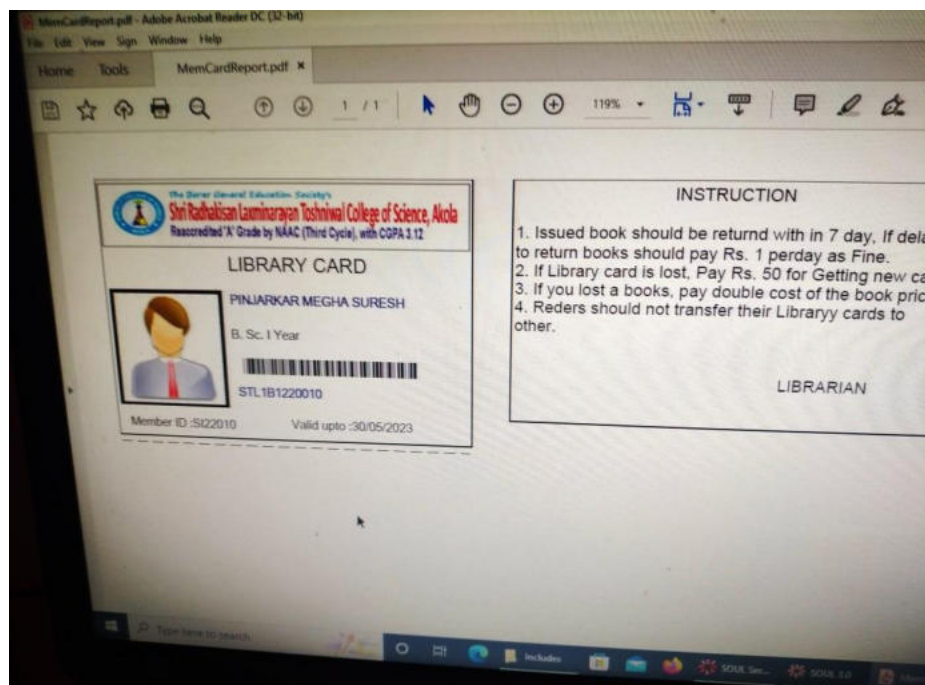 MemCardReport.pdf - Adobe Acrobat Reader DC (32-bit)
File Edit View Sign Window Help
Home Tools MemCardReport.pdf ×
1 / 1 119%
The Berar General Education Society's
Shri Radhakisan Laxminarayan Toshniwal College of Science, Akola
Reaccredited 'A' Grade by NAAC (Third Cycle), with CGPA 3.12
LIBRARY CARD
PINJARKAR MEGHA SURESH
B. Sc. I Year
STL1B1220010
Member ID :SI22010 Valid upto :30/05/2023
INSTRUCTION
1. Issued book should be returnd with in 7 day, If dela
to return books should pay Rs. 1 perday as Fine.
2. If Library card is lost, Pay Rs. 50 for Getting new ca
3. If you lost a books, pay double cost of the book pric
4. Reders should not transfer their Libraryy cards to
other.
LIBRARIAN
Type here to search
Includes
SOUL Ser...
SOUL 3.0